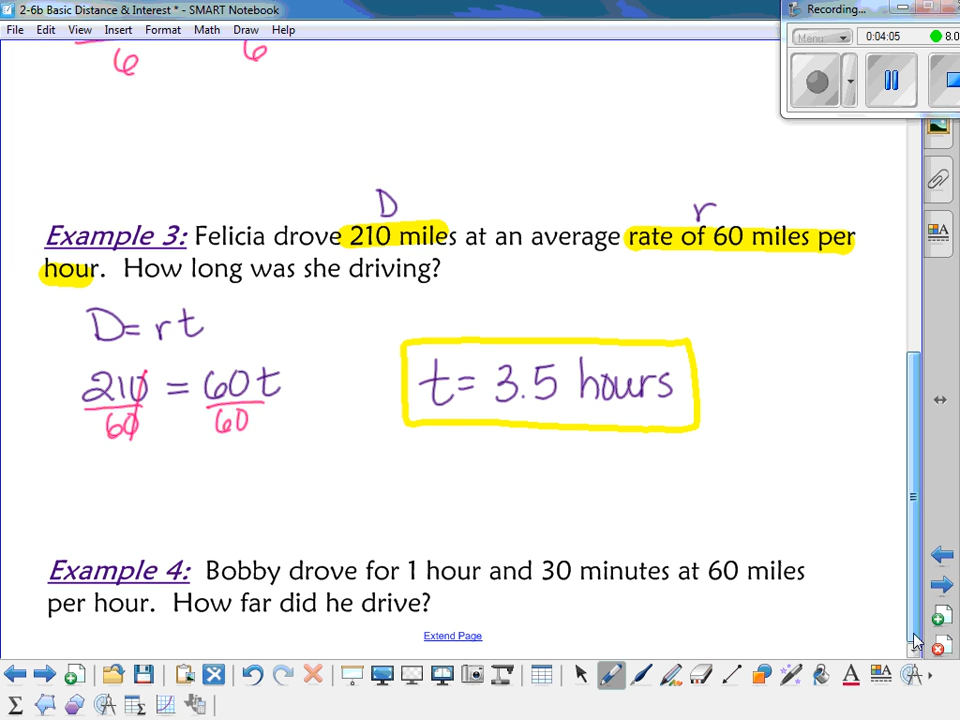 2-6b Basic Distance & Interest * - SMART Notebook
Recording...
File Edit View Insert Format Math Draw Help
Menu
0:04:05
8.0
6 6
D r
Example 3: Felicia drove 210 miles at an average rate of 60 miles per
hour. How long was she driving?
D = rt
210 = 60t
60 60
t = 3.5 hours
Example 4: Bobby drove for 1 hour and 30 minutes at 60 miles
per hour. How far did he drive?
Extend Page